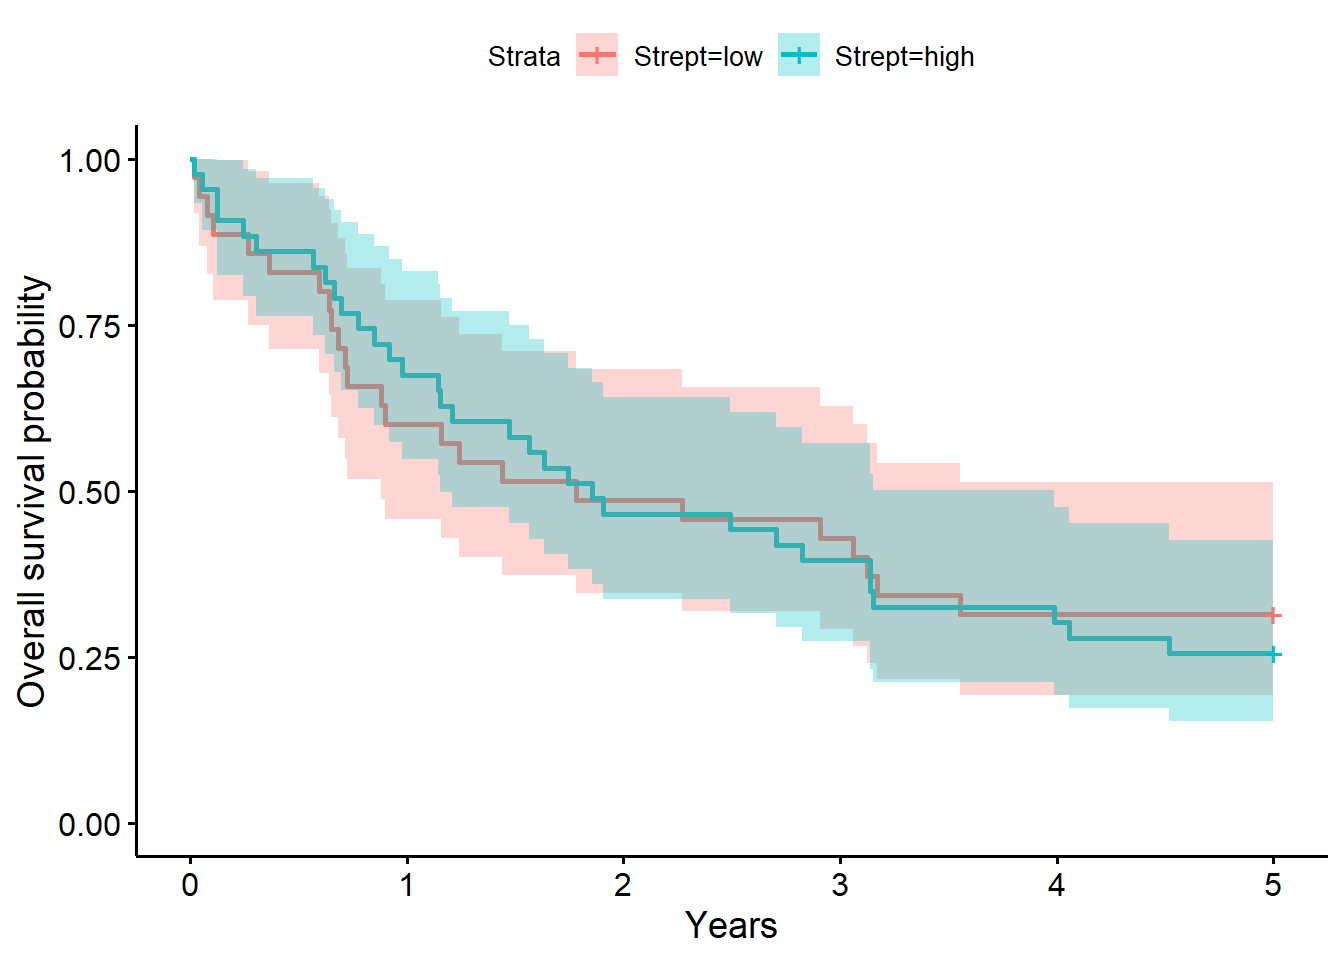 Strata Strept=low Strept=high
Overall survival probability
1.00
0.75
0.50
0.25
0.00
0 1 2 3 4 5
Years